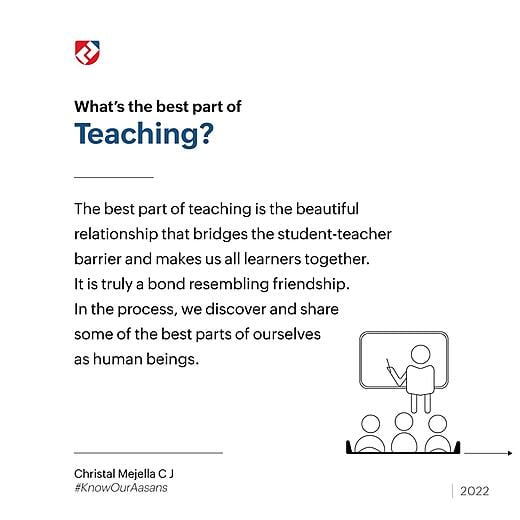 What's the best part of
Teaching?
The best part of teaching is the beautiful
relationship that bridges the student-teacher
barrier and makes us all learners together.
It is truly a bond resembling friendship.
In the process, we discover and share
some of the best parts of ourselves
as human beings.
Christal Mejella C J
#KnowOurAasans
2022